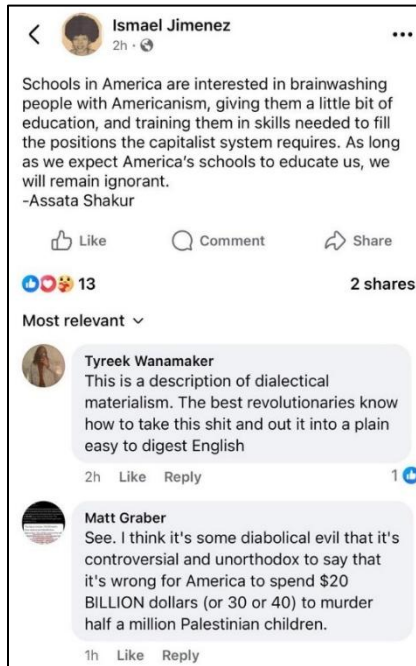 Ismael Jimenez
2h ·
Schools in America are interested in brainwashing
people with Americanism, giving them a little bit of
education, and training them in skills needed to fill
the positions the capitalist system requires. As long
as we expect America's schools to educate us, we
will remain ignorant.
-Assata Shakur
Like Comment Share
13 2 shares
Most relevant
Tyreek Wanamaker
This is a description of dialectical
materialism. The best revolutionaries know
how to take this shit and out it into a plain
easy to digest English
2h Like Reply 1
Matt Graber
See. I think it's some diabolical evil that it's
controversial and unorthodox to say that
it's wrong for America to spend $20
BILLION dollars (or 30 or 40) to murder
half a million Palestinian children.
1h Like Reply